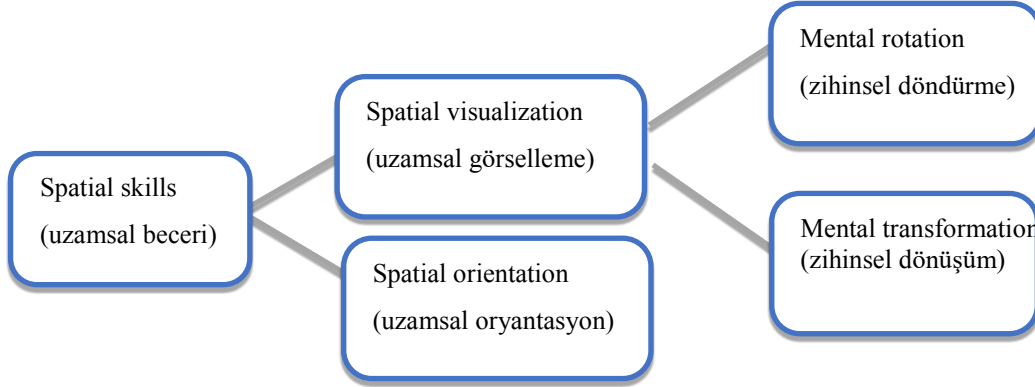 Spatial skills
(uzamsal beceri)
Spatial visualization
(uzamsal görselleme)
Spatial orientation
(uzamsal oryantasyon)
Mental rotation
(zihinsel döndürme)
Mental transformation
(zihinsel dönüşüm)